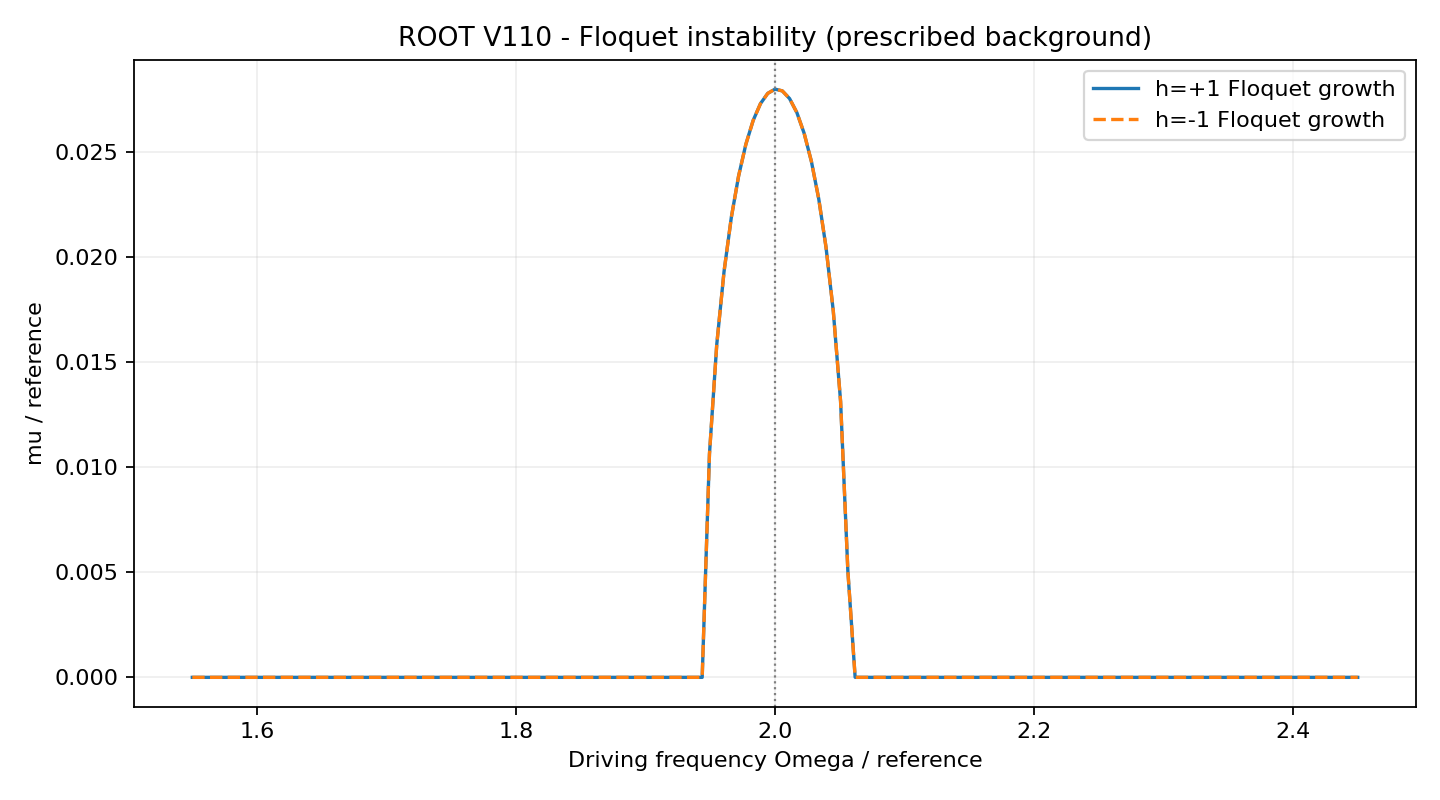 ROOT V110 - Floquet instability (prescribed background)
h=+1 Floquet growth
h=-1 Floquet growth
mu / reference
0.025
0.020
0.015
0.010
0.005
0.000
1.6
1.8
2.0
2.2
2.4
Driving frequency Omega / reference